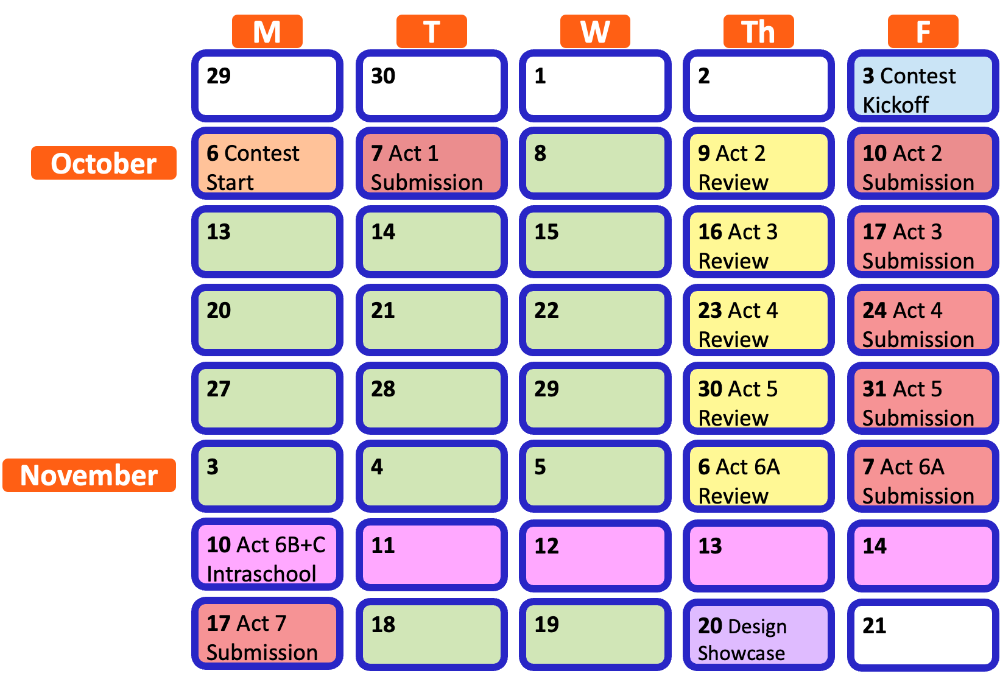 M T W Th F
29 30 1 2 3 Contest
Kickoff
October
6 Contest 7 Act 1 8 9 Act 2 10 Act 2
Start Submission Review Submission
13 14 15 16 Act 3 17 Act 3
Review Submission
20 21 22 23 Act 4 24 Act 4
Review Submission
27 28 29 30 Act 5 31 Act 5
Review Submission
November
3 4 5 6 Act 6A 7 Act 6A
Review Submission
10 Act 6B+C 11 12 13 14
Intraschool
17 Act 7 18 19 20 Design 21
Submission Showcase